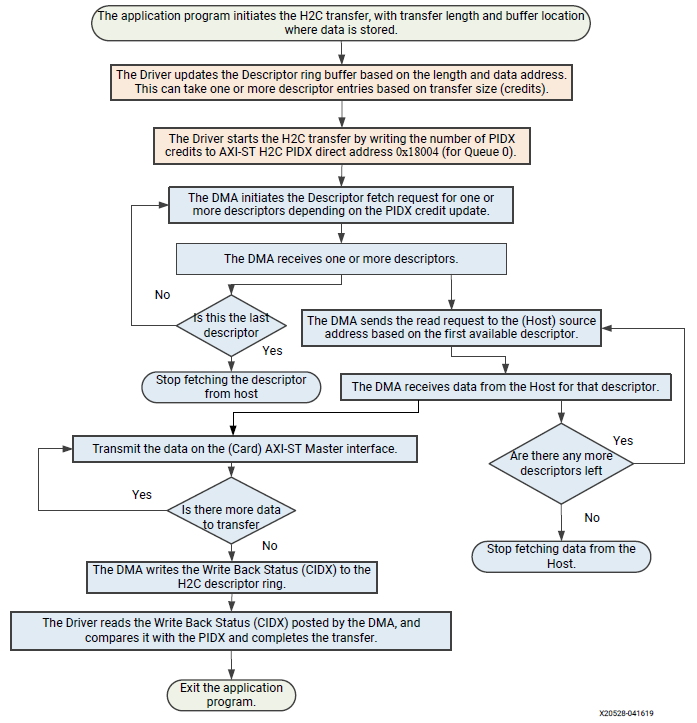 The application program initiates the H2C transfer, with transfer length and buffer location
where data is stored.
The Driver updates the Descriptor ring buffer based on the length and data address.
This can take one or more descriptor entries based on transfer size (credits).
The Driver starts the H2C transfer by writing the number of PIDX
credits to AXI-ST H2C PIDX direct address 0x18004 (for Queue 0).
The DMA initiates the Descriptor fetch request for one or
more descriptors depending on the PIDX credit update.
The DMA receives one or more descriptors.
No
Is this the last
descriptor
Yes
Stop fetching the descriptor
from host
The DMA sends the read request to the (Host) source
address based on the first available descriptor.
The DMA receives data from the Host for that descriptor.
Yes
Are there any more
descriptors left
No
Stop fetching data from the
Host.
Transmit the data on the (Card) AXI-ST Master interface.
Yes
Is there more data
to transfer
No
The DMA writes the Write Back Status (CIDX) to the
H2C descriptor ring.
The Driver reads the Write Back Status (CIDX) posted by the DMA, and
compares it with the PIDX and completes the transfer.
Exit the application
program.
X20528-041619